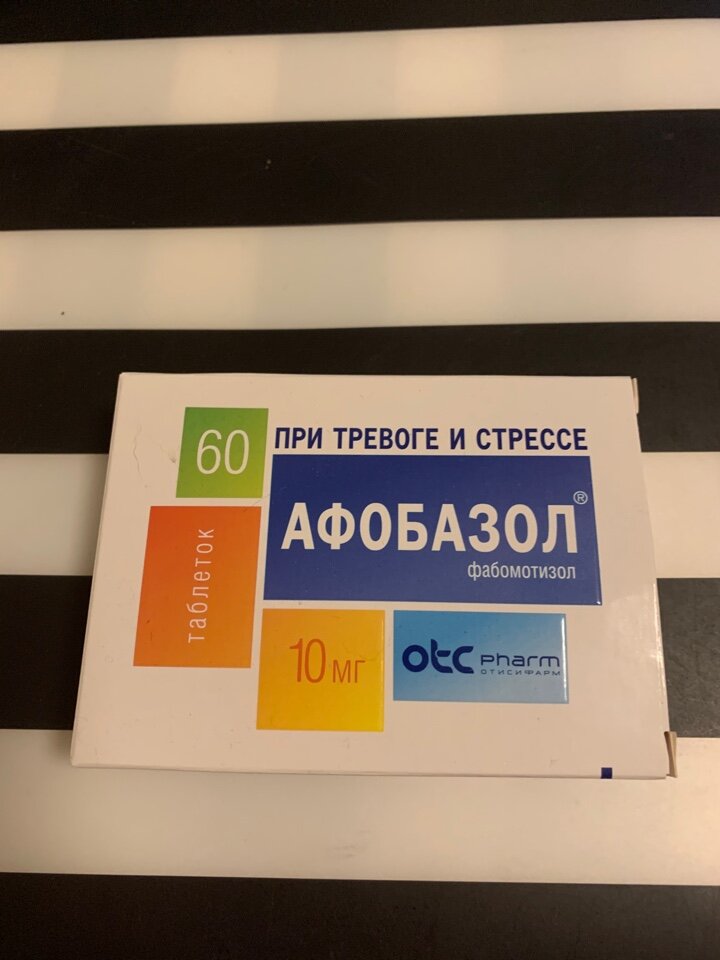 60
ПРИ ТРЕВОГЕ И СТРЕССЕ
АФОБАЗОЛ®
фабомотизол
таблеток
10 мг
otc pharm
ОТИСИФАРМ